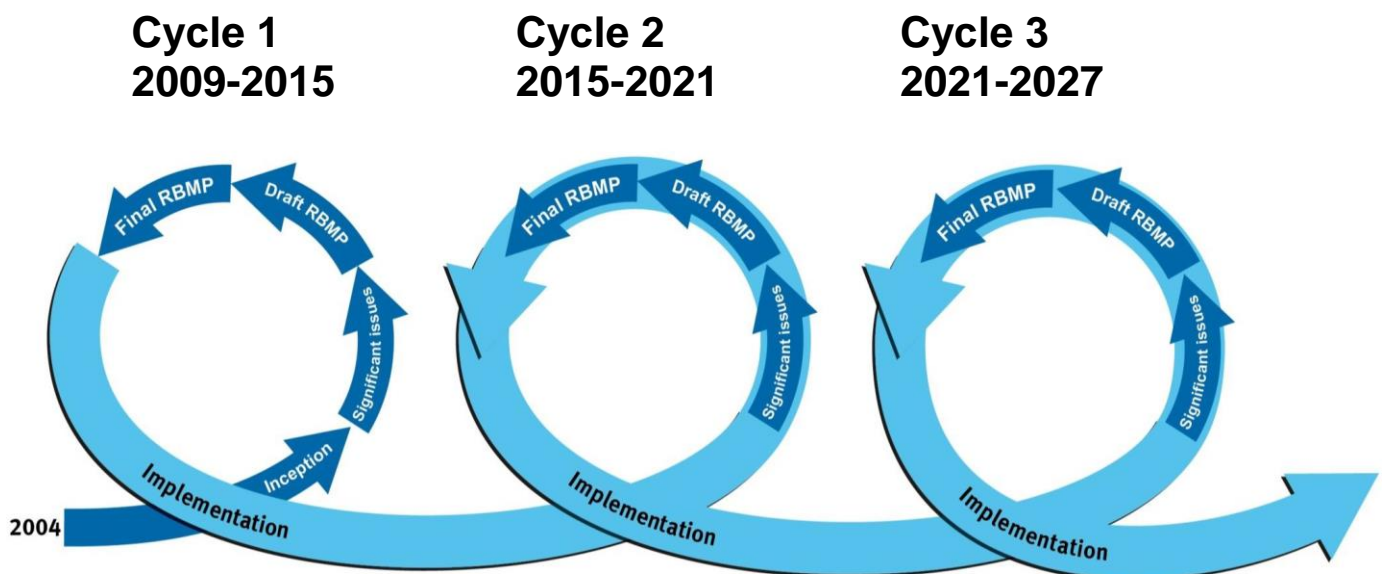 Cycle 1
2009-2015
Cycle 2
2015-2021
Cycle 3
2021-2027
Final RBMP
Draft RBMP
Significant issues
Inception
Implementation
2004
Final RBMP
Draft RBMP
Significant issues
Implementation
Final RBMP
Draft RBMP
Significant issues
Implementation